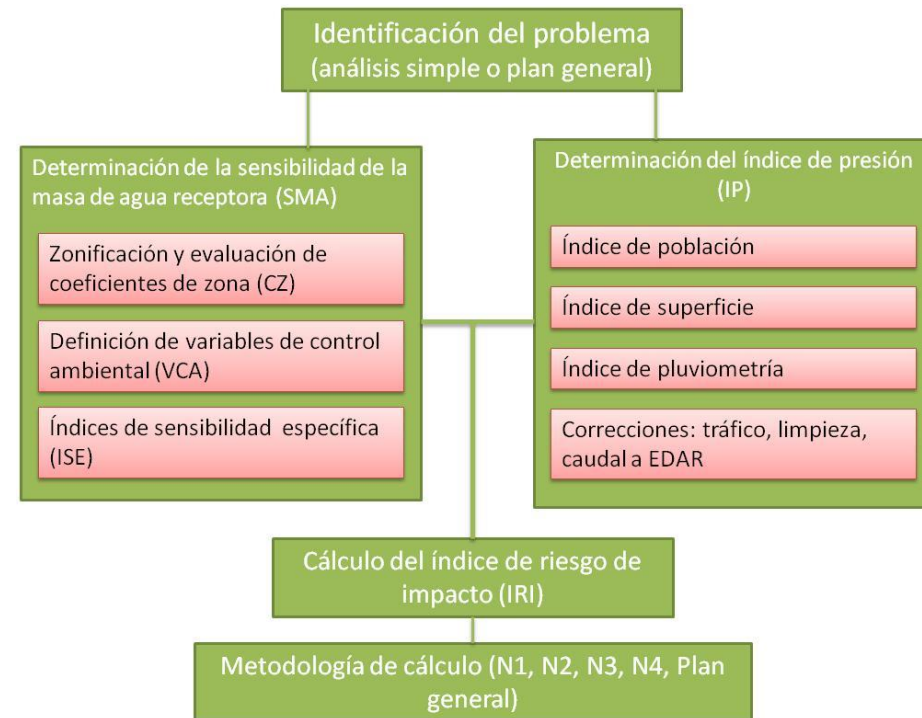 Identificación del problema
(análisis simple o plan general)
Determinación de la sensibilidad de la
masa de agua receptora (SMA)
Zonificación y evaluación de
coeficientes de zona (CZ)
Definición de variables de control
ambiental (VCA)
Índices de sensibilidad específica
(ISE)
Determinación del índice de presión
(IP)
Índice de población
Índice de superficie
Índice de pluviometría
Correcciones: tráfico, limpieza,
caudal a EDAR
Cálculo del índice de riesgo de
impacto (IRI)
Metodología de cálculo (N1, N2, N3, N4, Plan
general)